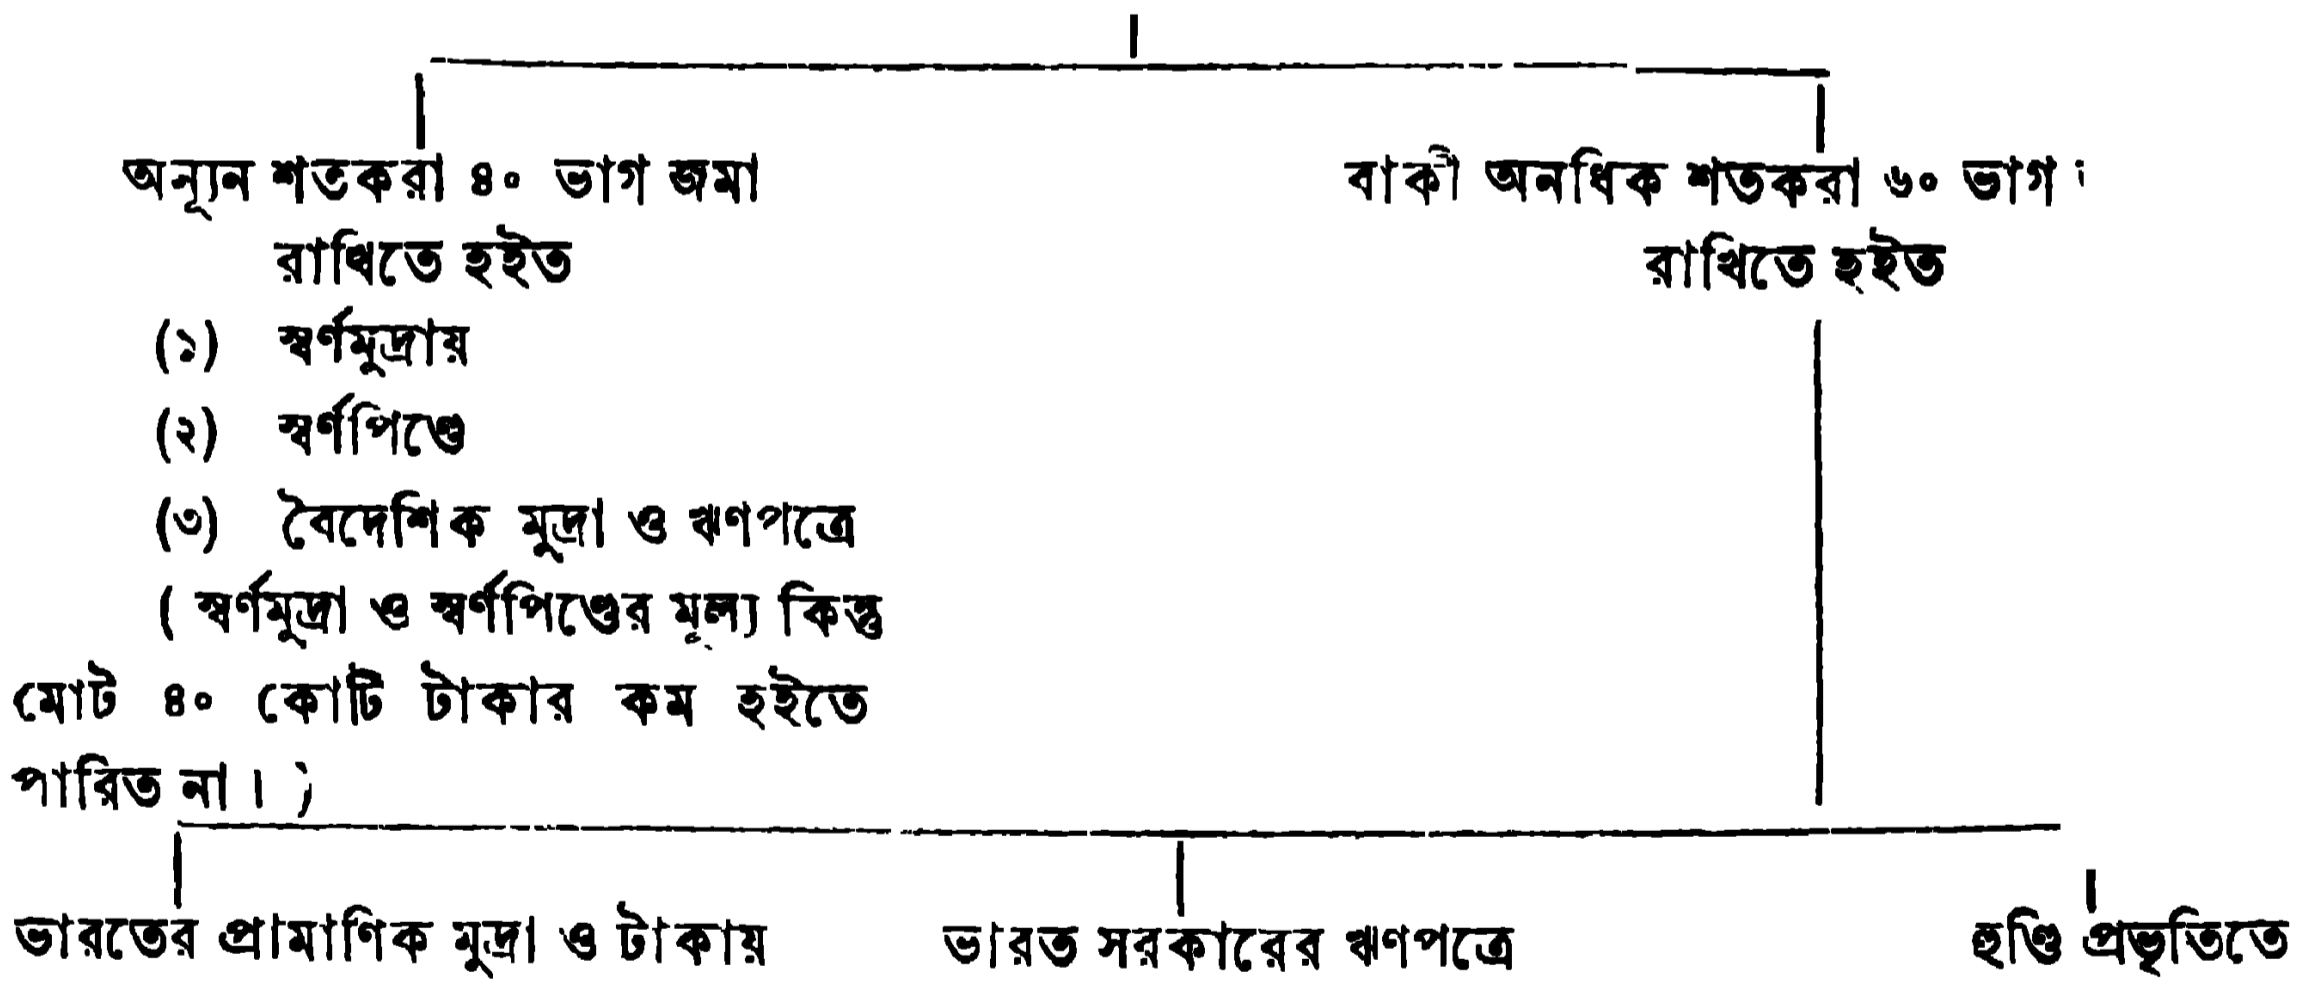 অন্যূন শতকরা ৪০ ভাগ জমা
রাখিতে হইত
(১) স্বর্ণমুদ্রায়
(২) স্বর্ণপিণ্ডে
(৩) বৈদেশিক মুদ্রা ও ঋণপত্রে
( স্বর্ণমুদ্রা ও স্বর্ণপিণ্ডের মূল্য কিন্তু
মোট ৪০ কোটি টাকার কম হইতে
পারিত না। )
বাকী অনধিক শতকরা ৬০ ভাগ
রাখিতে হইত
ভারতের প্রামাণিক মুদ্রা ও টাকায়
ভারত সরকারের ঋণপত্রে
হুণ্ডি প্রভৃতিতে